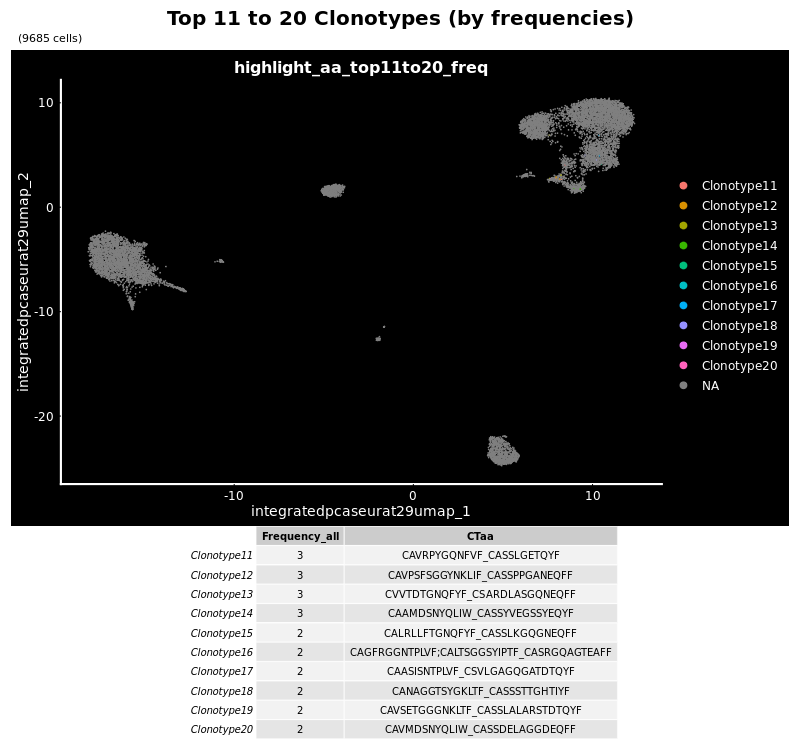 Top 11 to 20 Clonotypes (by frequencies)
(9685 cells)
highlight_aa_top11to20_freq
integratedpcaseurat29umap_2
10
0
-10
-20
-10
0
10
integratedpcaseurat29umap_1
Clonotype11
Clonotype12
Clonotype13
Clonotype14
Clonotype15
Clonotype16
Clonotype17
Clonotype18
Clonotype19
Clonotype20
NA
Frequency_all CTaa
Clonotype11 3 CAVRPYGQNFVF_CASSLGETQYF
Clonotype12 3 CAVPSFSGGYNKLIF_CASSPPGANEQFF
Clonotype13 3 CVVTDTGNQFYF_CSARDLASGQNEQFF
Clonotype14 3 CAAMDSNYQLIW_CASSYVEGSSYEQYF
Clonotype15 2 CALRLLFTGNQFYF_CASSLKGQGNEQFF
Clonotype16 2 CAGFRGGNTPLVF;CALTSGGSYIPTF_CASRGQAGTEAFF
Clonotype17 2 CAASISNTPLVF_CSVLGAGQGATDTQYF
Clonotype18 2 CANAGGTSYGKLTF_CASSSTTGHTIYF
Clonotype19 2 CAVSETGGGNKLTF_CASSLALARSTDTQYF
Clonotype20 2 CAVMDSNYQLIW_CASSDELAGGDEQFF